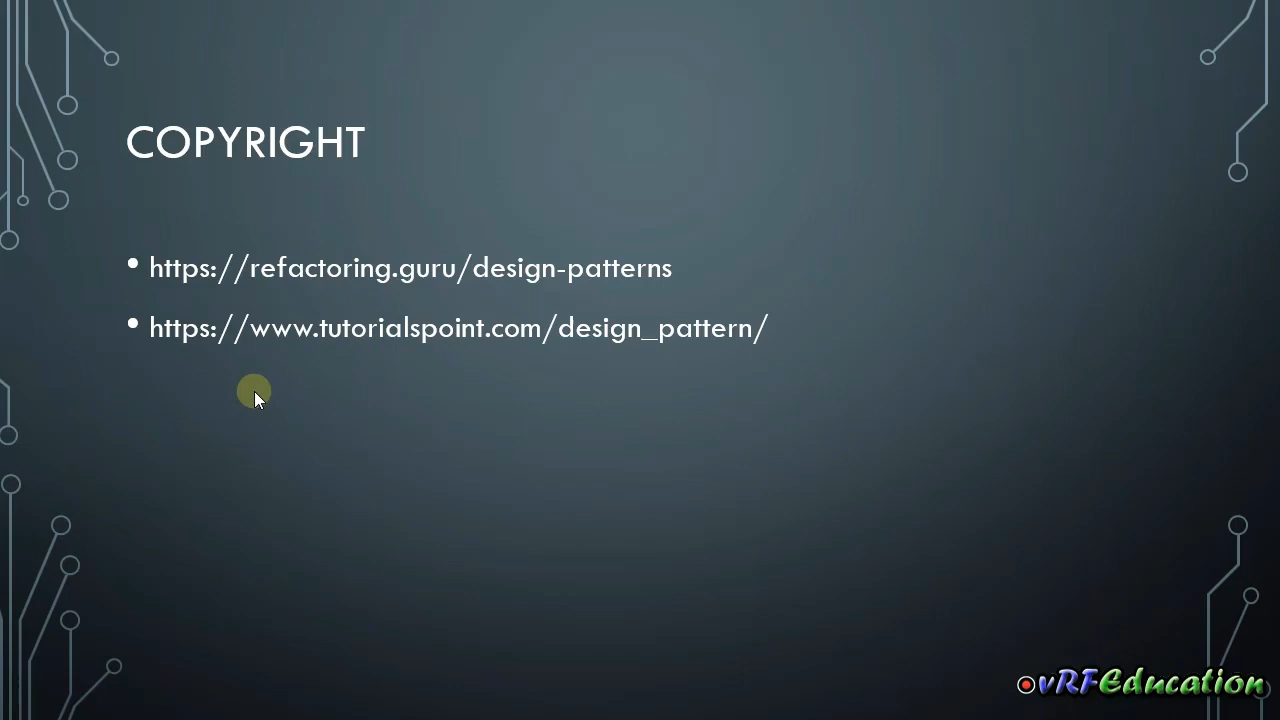 COPYRIGHT
• https://refactoring.guru/design-patterns
• https://www.tutorialspoint.com/design_pattern/
vRFEducation